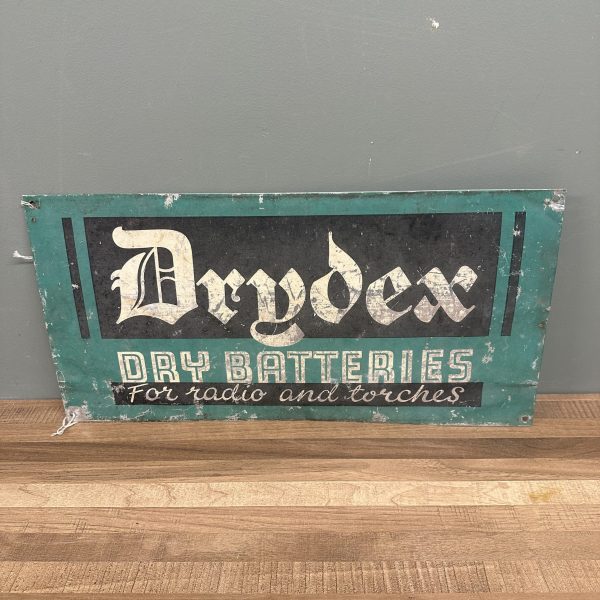 Drydex
DRY BATTERIES
For radio and torches